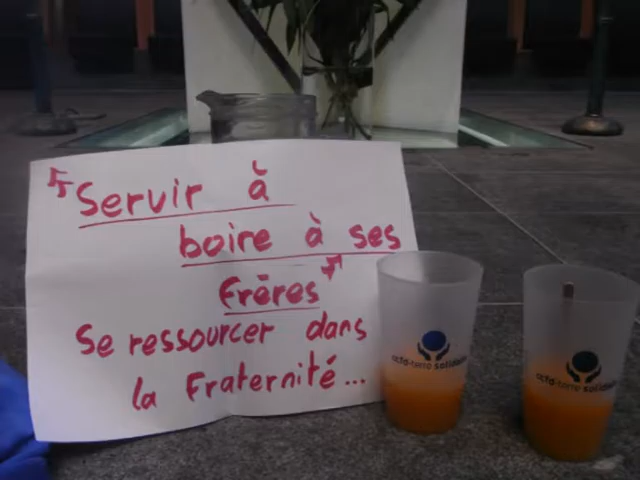 "Servir à
boire à ses
frères"
Se ressourcer dans
la Fraternité...
ccfd-terre solidaire
ccfd-terre solidaire